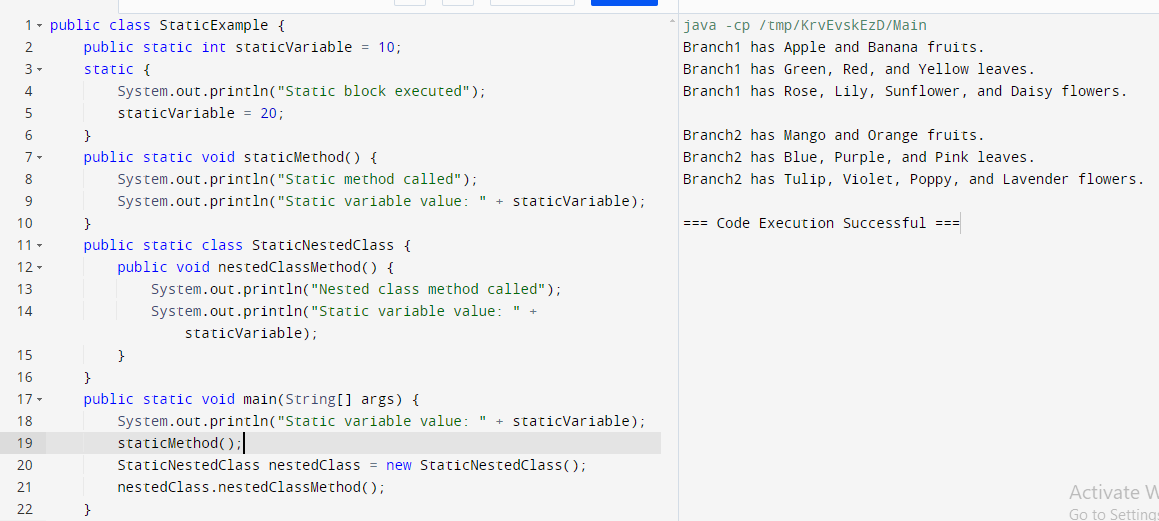 1 public class StaticExample {
2 public static int staticVariable = 10;
3 static {
4 System.out.println("Static block executed");
5 staticVariable = 20;
6 }
7 public static void staticMethod() {
8 System.out.println("Static method called");
9 System.out.println("Static variable value: " + staticVariable);
10 }
11 public static class StaticNestedClass {
12 public void nestedClassMethod() {
13 System.out.println("Nested class method called");
14 System.out.println("Static variable value: " +
staticVariable);
15 }
16 }
17 public static void main(String[] args) {
18 System.out.println("Static variable value: " + staticVariable);
19 staticMethod();
20 StaticNestedClass nestedClass = new StaticNestedClass();
21 nestedClass.nestedClassMethod();
22 }
java -cp /tmp/KrvEvskEzD/Main
Branch1 has Apple and Banana fruits.
Branch1 has Green, Red, and Yellow leaves.
Branch1 has Rose, Lily, Sunflower, and Daisy flowers.
Branch2 has Mango and Orange fruits.
Branch2 has Blue, Purple, and Pink leaves.
Branch2 has Tulip, Violet, Poppy, and Lavender flowers.
=== Code Execution Successful ===
Activate W
Go to Settings